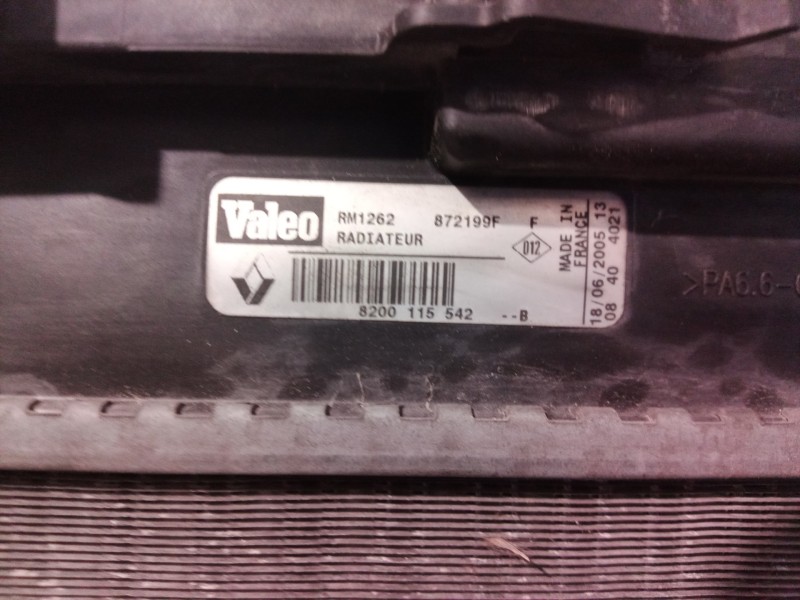 Valeo
RM1262 872199F F
RADIATEUR
012
8200 115 542 --B
MADE IN
FRANCE
18/06/2005 13
08 40 4021
>PA6.6-